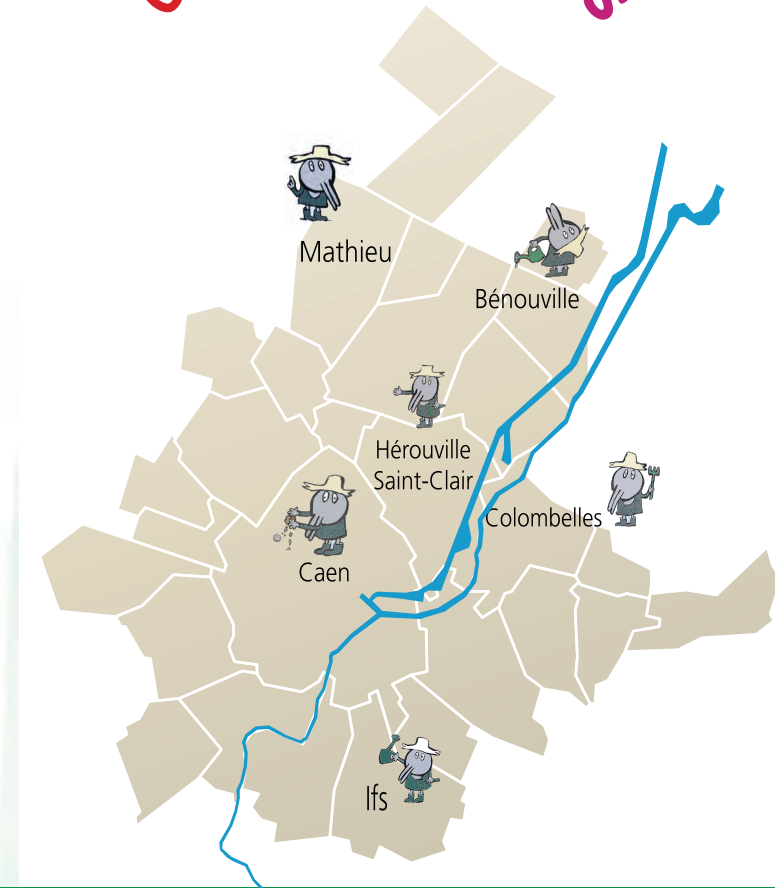 Mathieu
Bénouville
Hérouville
Saint-Clair
Colombelles
Caen
Ifs